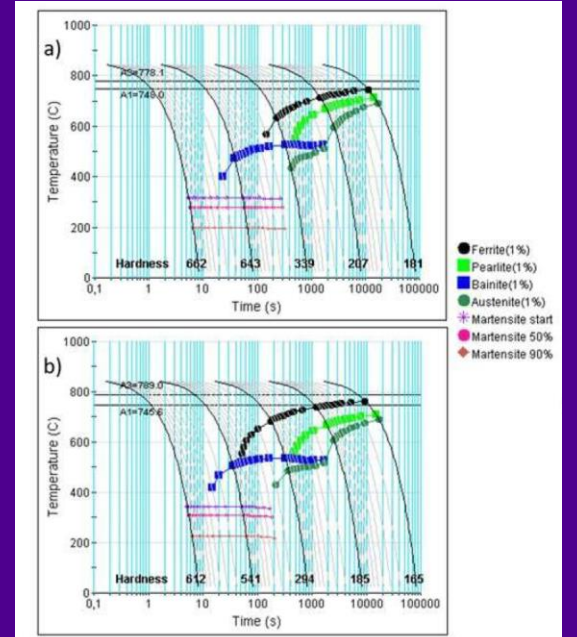 a)
1000
A3=778.1
800
A1=749.0
600
400
200
0
Temperature (C)
Hardness 662 643 339 207 181
0,1 1 10 100 1000 10000 100000
Time (s)
Ferrite(1%)
Pearlite(1%)
Bainite(1%)
Austenite(1%)
Martensite start
Martensite 50%
Martensite 90%
b)
1000
A3=789.0
800
A1=745.6
600
400
200
0
Temperature (C)
Hardness 612 541 294 185 165
0,1 1 10 100 1000 10000 100000
Time (s)